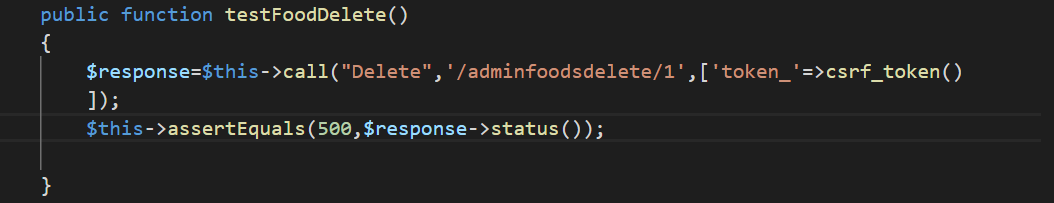 public function testFoodDelete()
{
$response=$this->call("Delete",'/adminfoodsdelete/1',['token_'=>csrf_token()
]);
$this->assertEquals(500,$response->status());
}